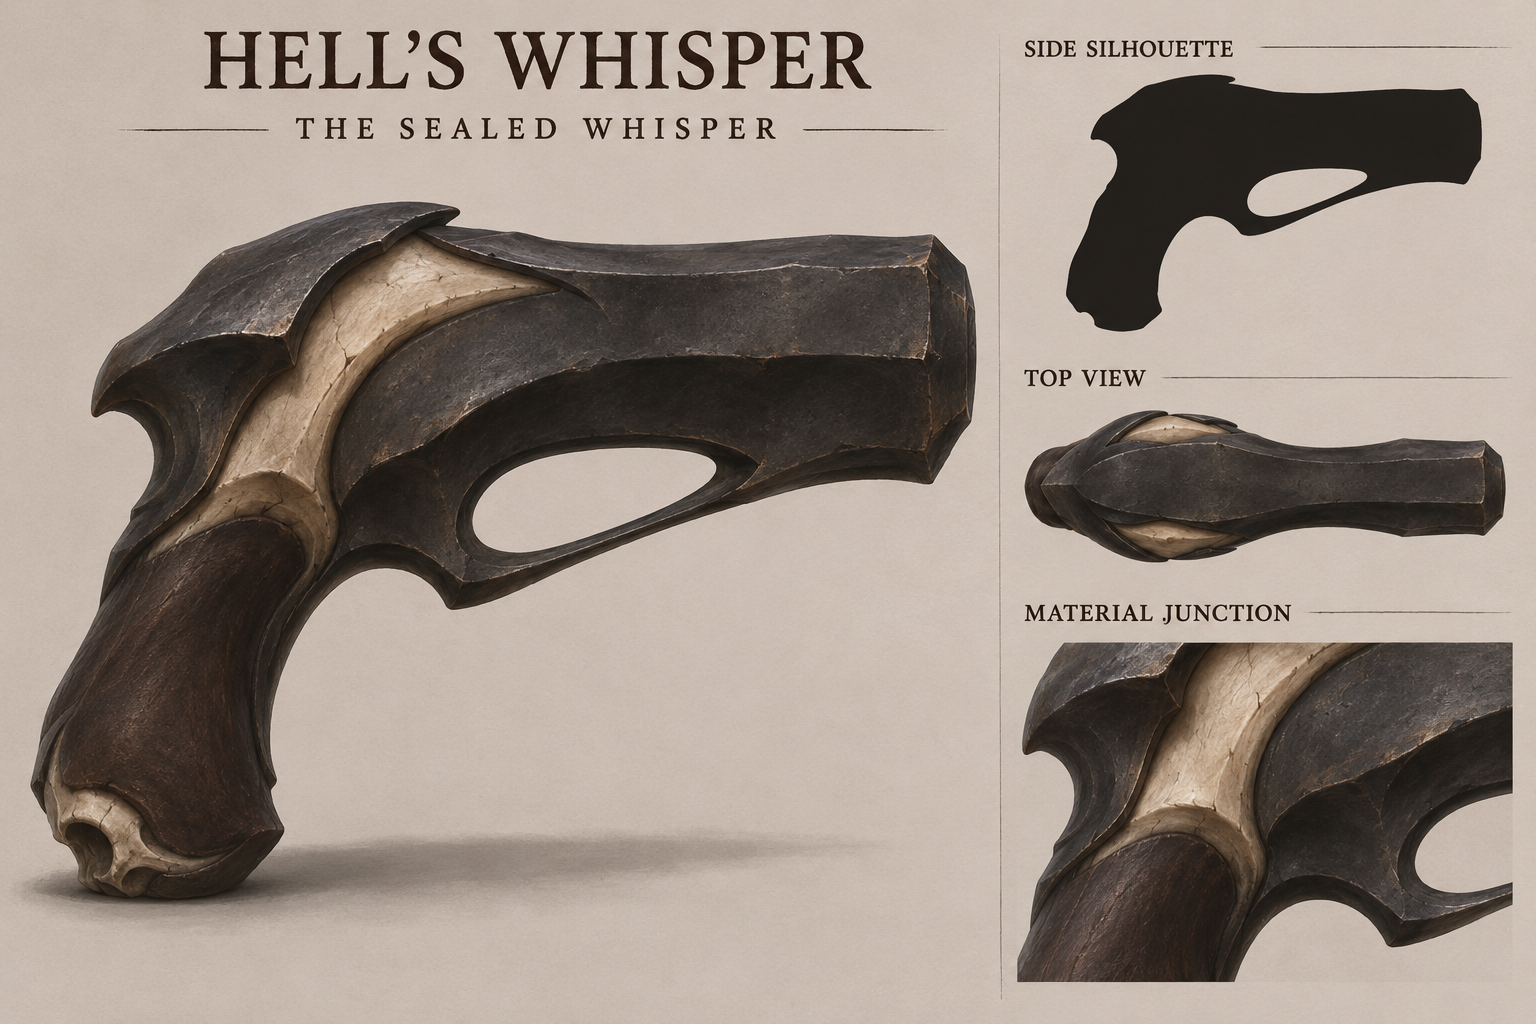 HELL'S WHISPER
THE SEALED WHISPER
SIDE SILHOUETTE
TOP VIEW
MATERIAL JUNCTION